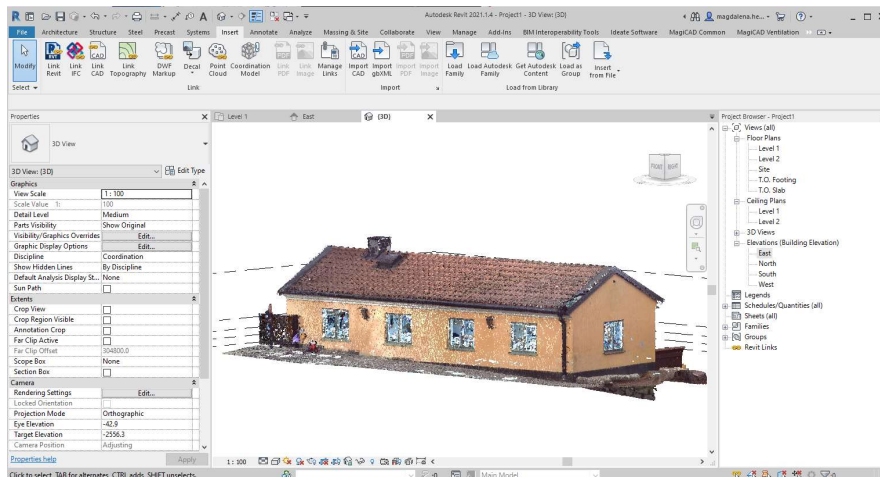 Autodesk Revit 2021.1.4 - Project1 - 3D View: {3D}
magdalena.he...
File Architecture Structure Steel Precast Systems Insert Annotate Analyze Massing & Site Collaborate View Manage Add-Ins BIM Interoperability Tools Ideate Software MagiCAD Common MagiCAD Ventilation
Modify Link Revit Link IFC Link CAD Link Topography DWF Markup Decal Point Cloud Coordination Model Link PDF Link Image Manage Links Import CAD Import gbXML Import PDF Import Image Load Family Load Autodesk Family Get Autodesk Content Load as Group Insert from File
Select Link Import Load from Library
Properties
3D View
3D View: {3D} Edit Type
Graphics
View Scale 1 : 100
Scale Value 1: 100
Detail Level Medium
Parts Visibility Show Original
Visibility/Graphics Overrides Edit...
Graphic Display Options Edit...
Discipline Coordination
Show Hidden Lines By Discipline
Default Analysis Display St... None
Sun Path
Extents
Crop View
Crop Region Visible
Annotation Crop
Far Clip Active
Far Clip Offset 304800.0
Scope Box None
Section Box
Camera
Rendering Settings Edit...
Locked Orientation
Projection Mode Orthographic
Eye Elevation -42.9
Target Elevation -2556.3
Camera Position Adjusting
Properties help Apply
Level 1 East {3D}
FRONT RIGHT
1 : 100
Project Browser - Project1
Views (all)
Floor Plans
Level 1
Level 2
Site
T.O. Footing
T.O. Slab
Ceiling Plans
Level 1
Level 2
3D Views
Elevations (Building Elevation)
East
North
South
West
Legends
Schedules/Quantities (all)
Sheets (all)
Families
Groups
Revit Links
Click to select, TAB for alternates, CTRL adds, SHIFT unselects. :0 Main Model :0